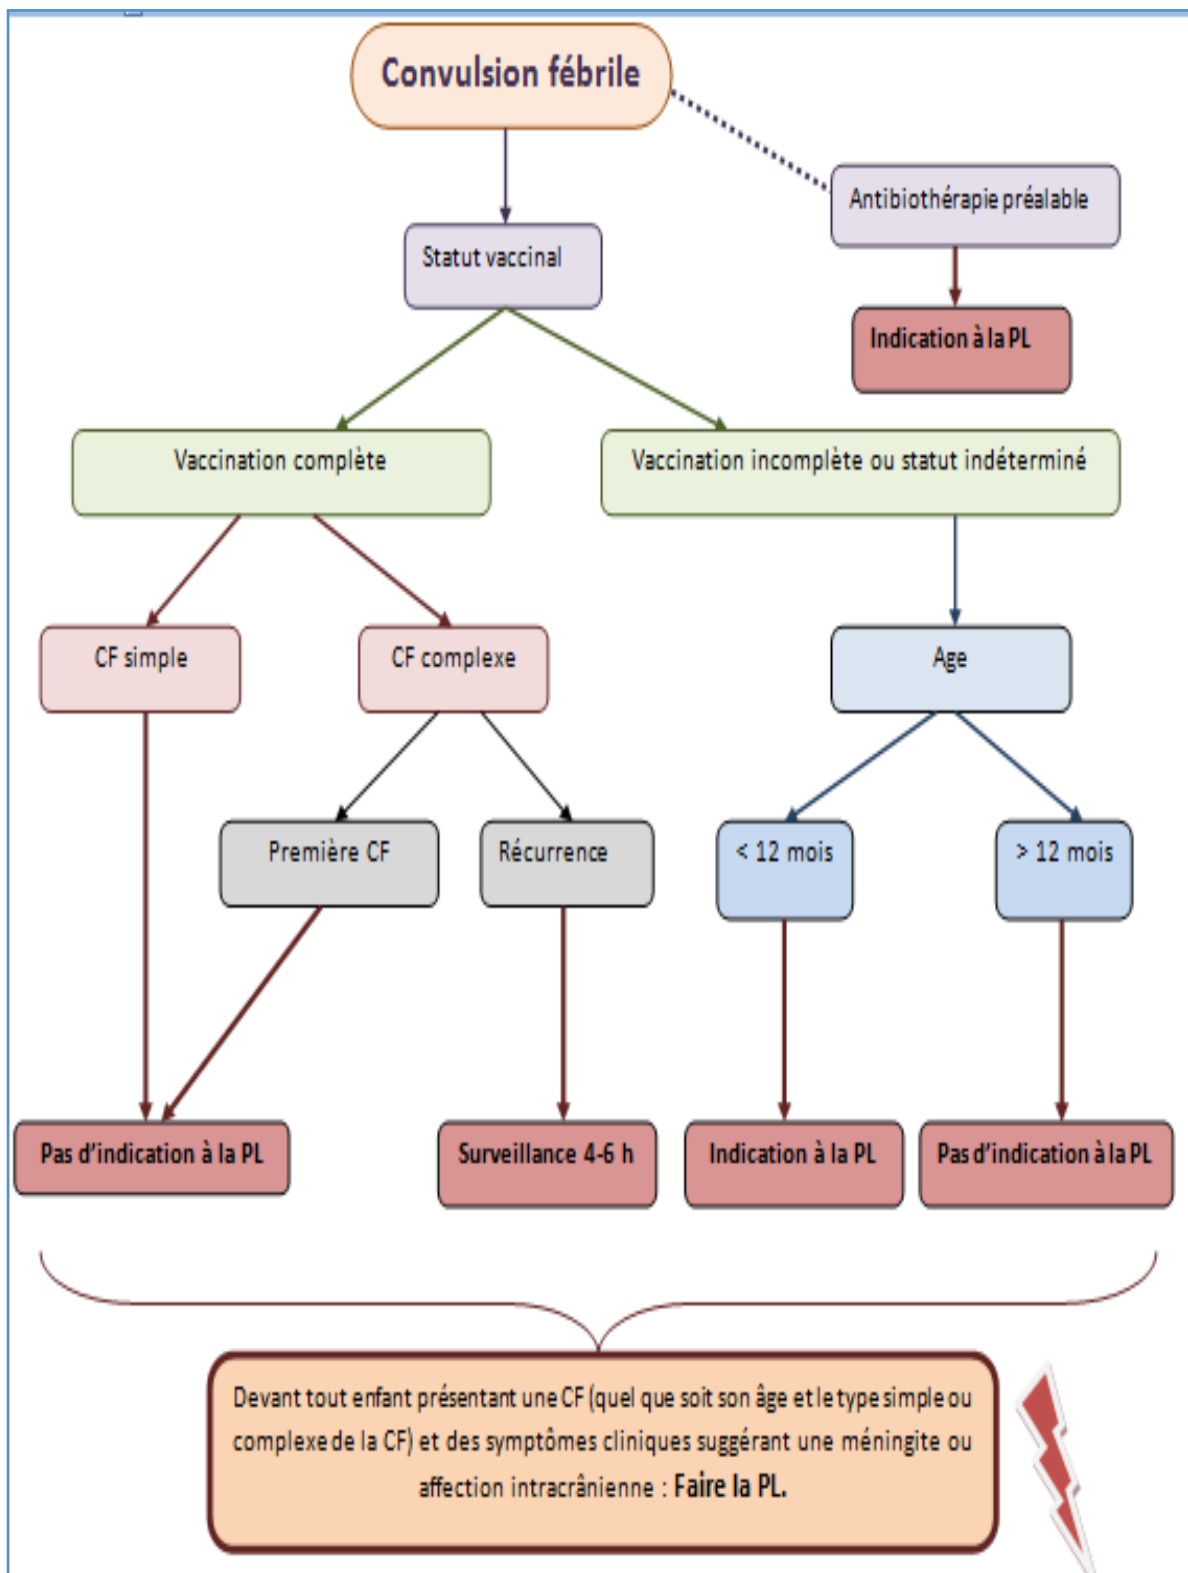 Convulsion fébrile
Antibiothérapie préalable
Statut vaccinal
Indication à la PL
Vaccination complète
Vaccination incomplète ou statut indéterminé
CF simple
CF complexe
Age
Première CF
Récurrence
< 12 mois
> 12 mois
Pas d'indication à la PL
Surveillance 4-6 h
Indication à la PL
Pas d'indication à la PL
Devant tout enfant présentant une CF (quel que soit son âge et le type simple ou
complexe de la CF) et des symptômes cliniques suggérant une méningite ou
affection intracrânienne : Faire la PL.